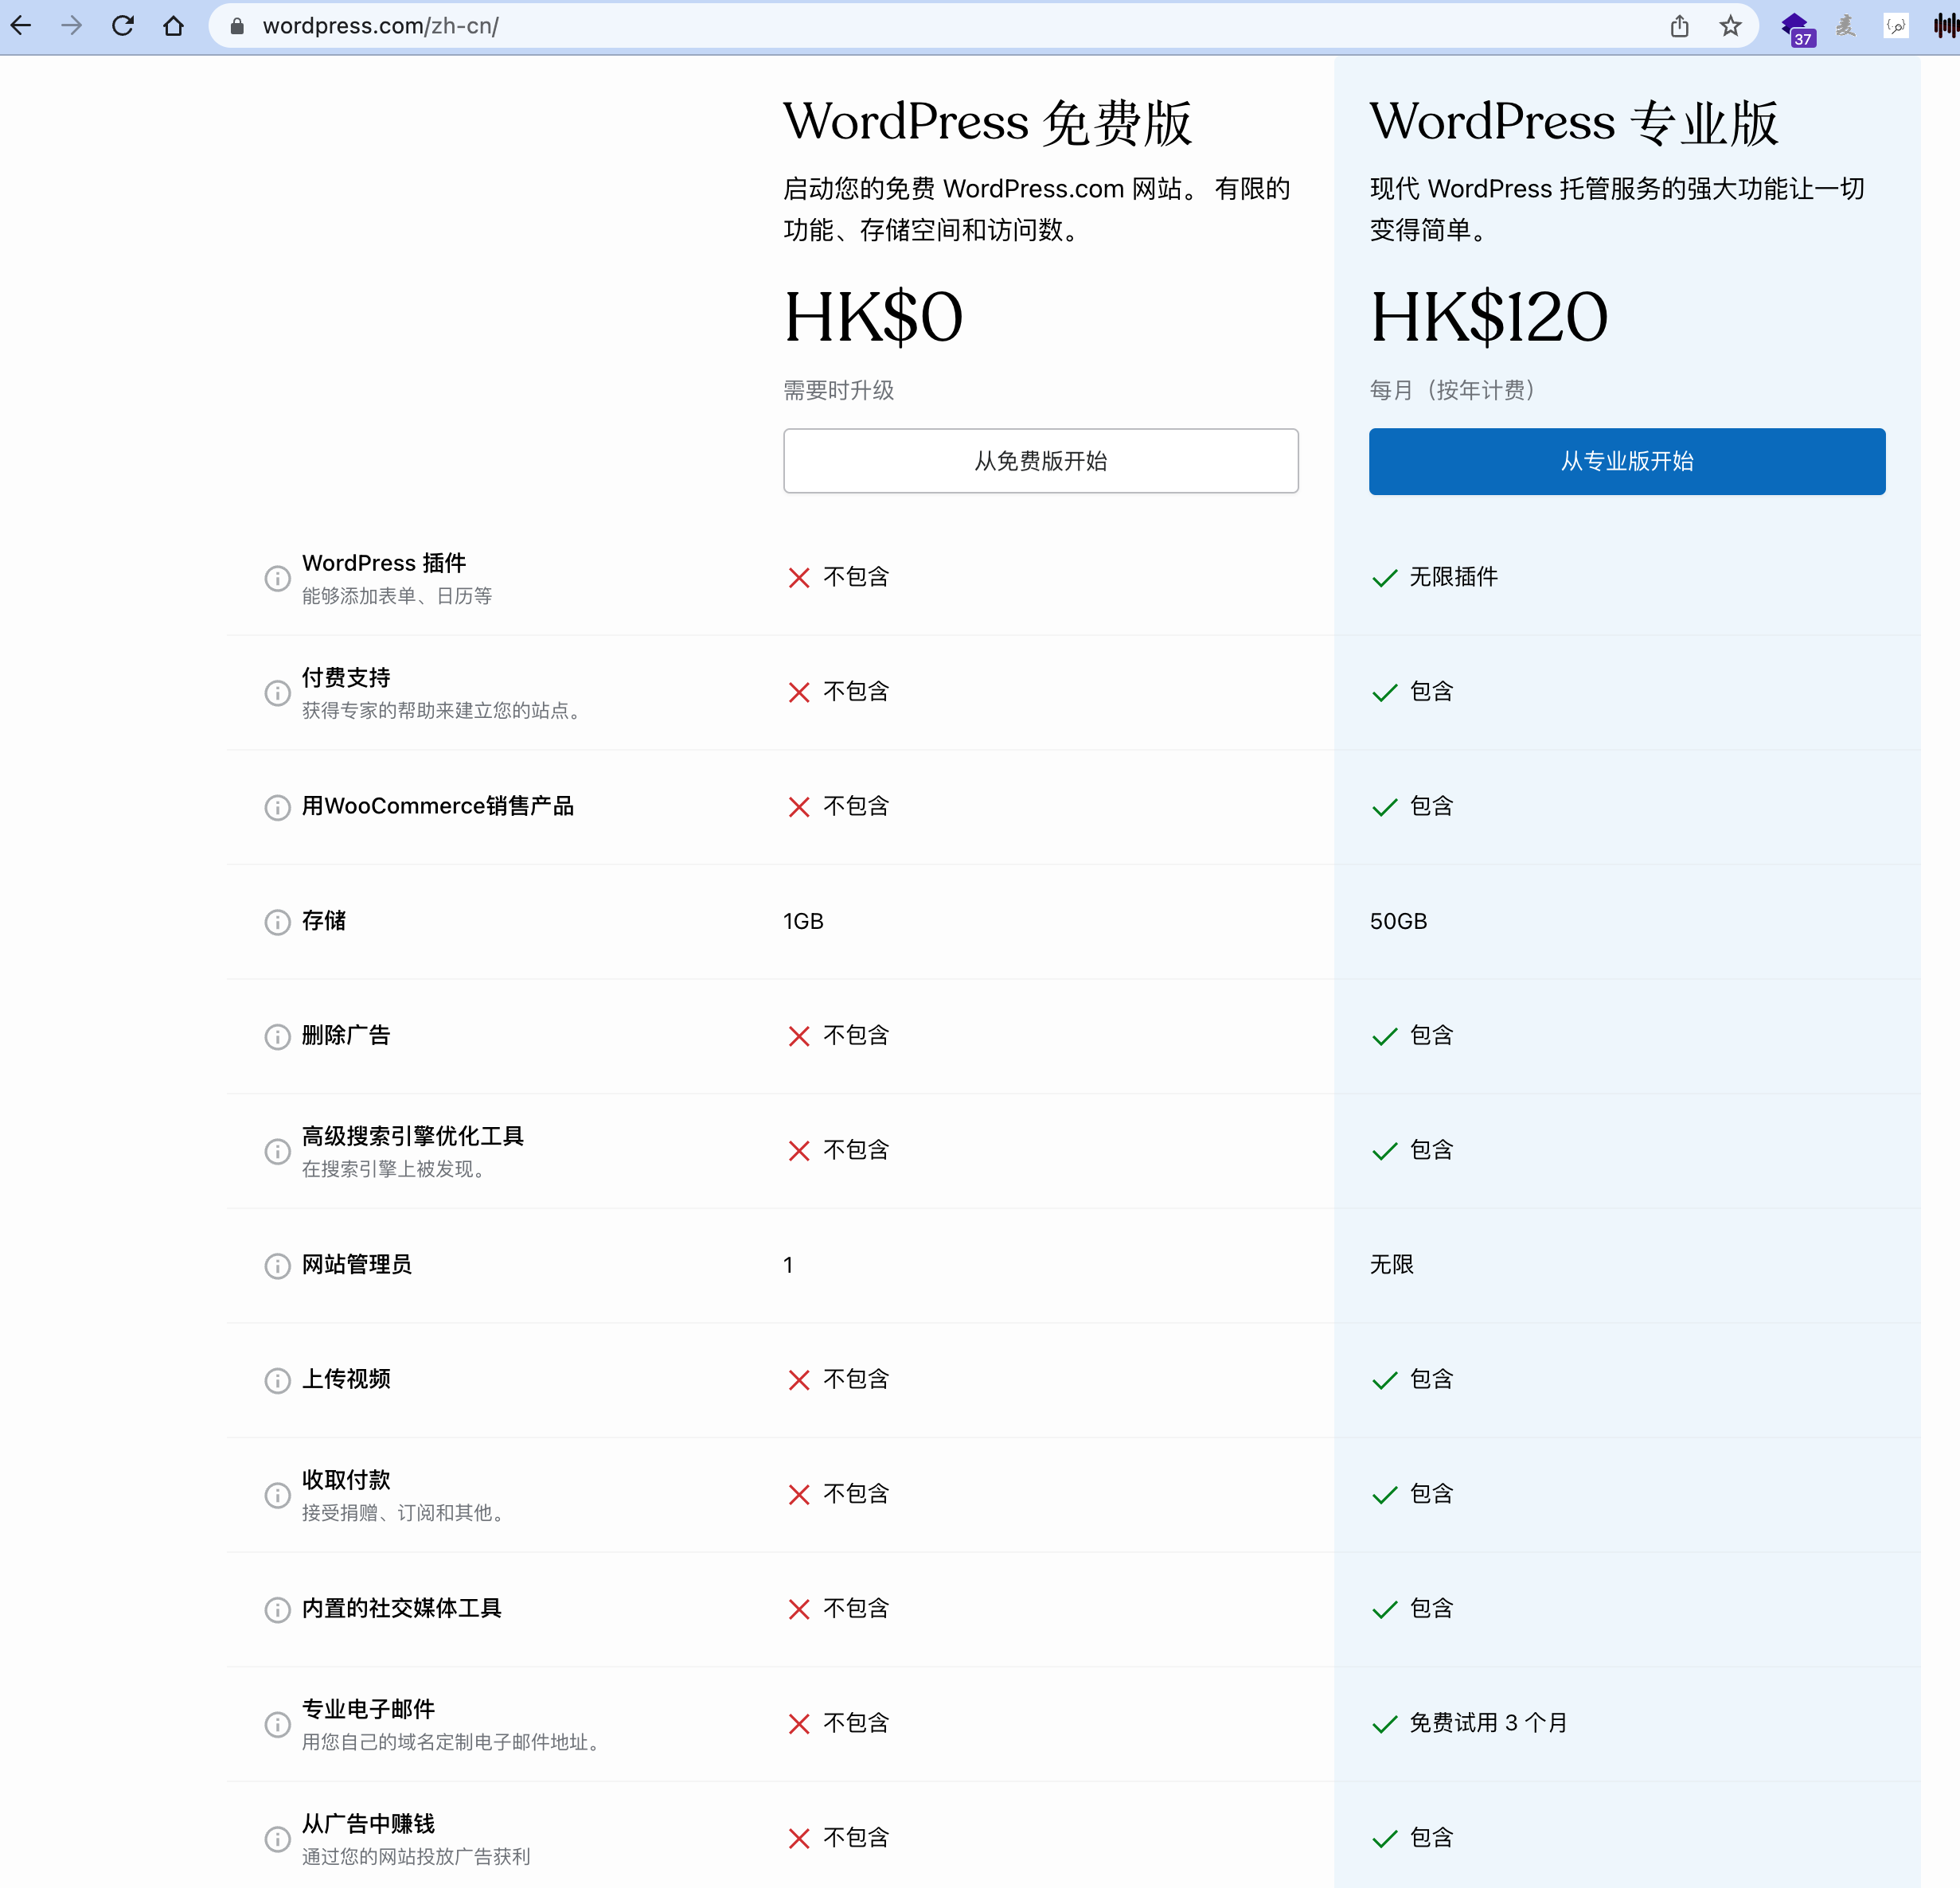 wordpress.com/zh-cn/
37
WordPress 免费版
启动您的免费 WordPress.com 网站。 有限的
功能、存储空间和访问数。
HK$0
需要时升级
从免费版开始
WordPress 专业版
现代 WordPress 托管服务的强大功能让一切
变得简单。
HK$120
每月（按年计费）
从专业版开始
WordPress 插件
能够添加表单、日历等
不包含
无限插件
付费支持
获得专家的帮助来建立您的站点。
不包含
包含
用WooCommerce销售产品
不包含
包含
存储
1GB
50GB
删除广告
不包含
包含
高级搜索引擎优化工具
在搜索引擎上被发现。
不包含
包含
网站管理员
1
无限
上传视频
不包含
包含
收取付款
接受捐赠、订阅和其他。
不包含
包含
内置的社交媒体工具
不包含
包含
专业电子邮件
用您自己的域名定制电子邮件地址。
不包含
免费试用 3 个月
从广告中赚钱
通过您的网站投放广告获利
不包含
包含